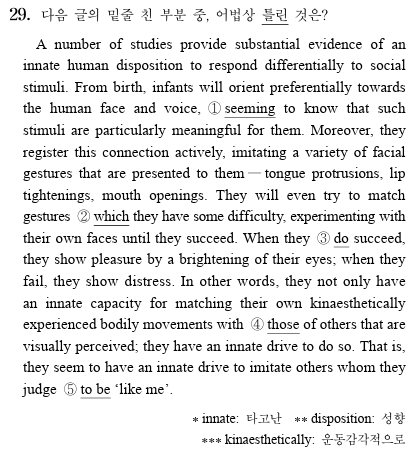 29. 다음 글의 밑줄 친 부분 중, 어법상 틀린 것은?
A number of studies provide substantial evidence of an
innate human disposition to respond differentially to social
stimuli. From birth, infants will orient preferentially towards
the human face and voice, ① seeming to know that such
stimuli are particularly meaningful for them. Moreover, they
register this connection actively, imitating a variety of facial
gestures that are presented to them — tongue protrusions, lip
tightenings, mouth openings. They will even try to match
gestures ② which they have some difficulty, experimenting with
their own faces until they succeed. When they ③ do succeed,
they show pleasure by a brightening of their eyes; when they
fail, they show distress. In other words, they not only have
an innate capacity for matching their own kinaesthetically
experienced bodily movements with ④ those of others that are
visually perceived; they have an innate drive to do so. That is,
they seem to have an innate drive to imitate others whom they
judge ⑤ to be ‘like me’.
* innate: 타고난 ** disposition: 성향
*** kinaesthetically: 운동감각적으로